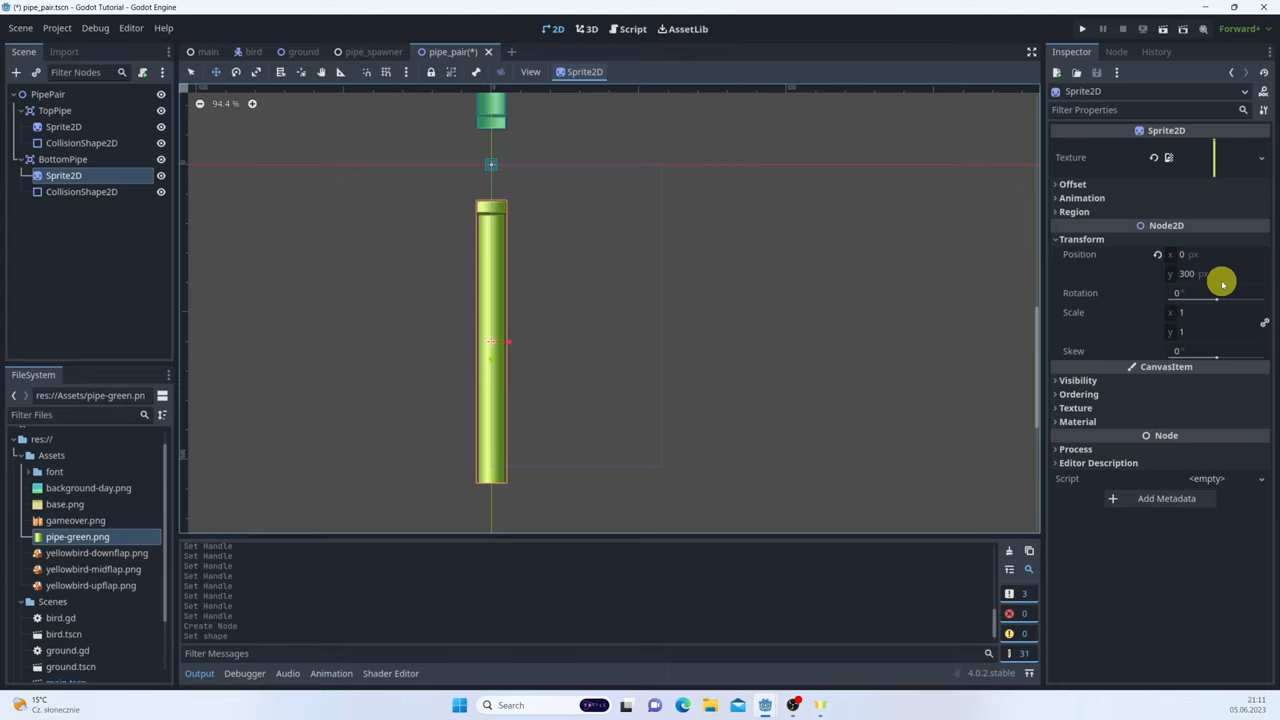 (*) pipe_pair.tscn - Godot Tutorial - Godot Engine
Scene Project Debug Editor Help
2D 3D Script AssetLib
Forward+
Scene Import
main bird ground pipe_spawner pipe_pair(*)
Inspector Node History
Filter Nodes
View Sprite2D
Sprite2D
PipePair
94.4 %
600 0 500
Filter Properties
TopPipe
Sprite2D
CollisionShape2D
BottomPipe
Sprite2D
CollisionShape2D
Sprite2D
Texture
Offset
Animation
Region
Node2D
Transform
Position x 0 px
y 300 px
Rotation 0 °
Scale x 1
y 1
Skew 0 °
CanvasItem
Visibility
Ordering
Texture
Material
Node
Process
Editor Description
Script <empty>
Add Metadata
FileSystem
res://Assets/pipe-green.pn
Filter Files
res://
Assets
font
background-day.png
base.png
gameover.png
pipe-green.png
yellowbird-downflap.png
yellowbird-midflap.png
yellowbird-upflap.png
Scenes
bird.gd
bird.tscn
ground.gd
ground.tscn
main.tscn
Set Handle
Set Handle
Set Handle
Set Handle
Set Handle
Set Handle
Set Handle
Set Handle
Create Node
Set shape
3
0
0
31
Filter Messages
Output Debugger Audio Animation Shader Editor
4.0.2.stable
15°C
Cz. słonecznie
Search
21:11
05.06.2023